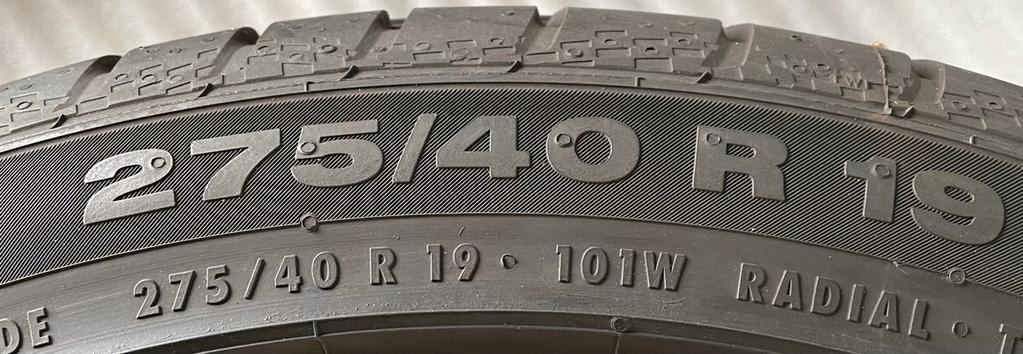 275/40 R 19
DE 275/40 R 19 · 101W RADIAL · T